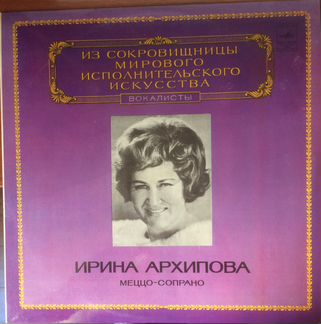 ИЗ СОКРОВИЩНИЦЫ
МИРОВОГО
ИСПОЛНИТЕЛЬСКОГО
ИСКУССТВА
ВОКАЛИСТЫ
ИРИНА АРХИПОВА
МЕЦЦО-СОПРАНО